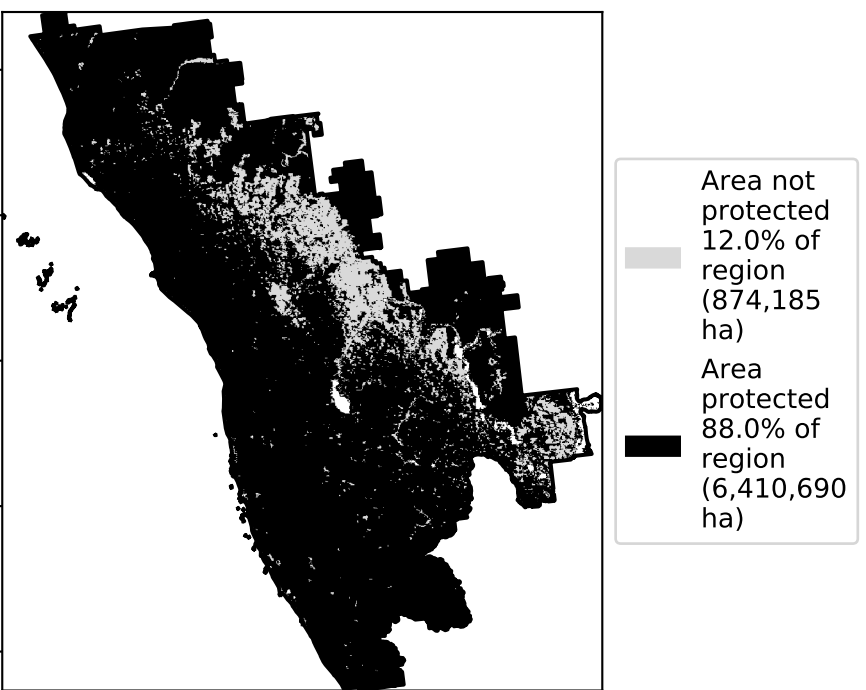 Area not
protected
12.0% of
region
(874,185
ha)
Area
protected
88.0% of
region
(6,410,690
ha)